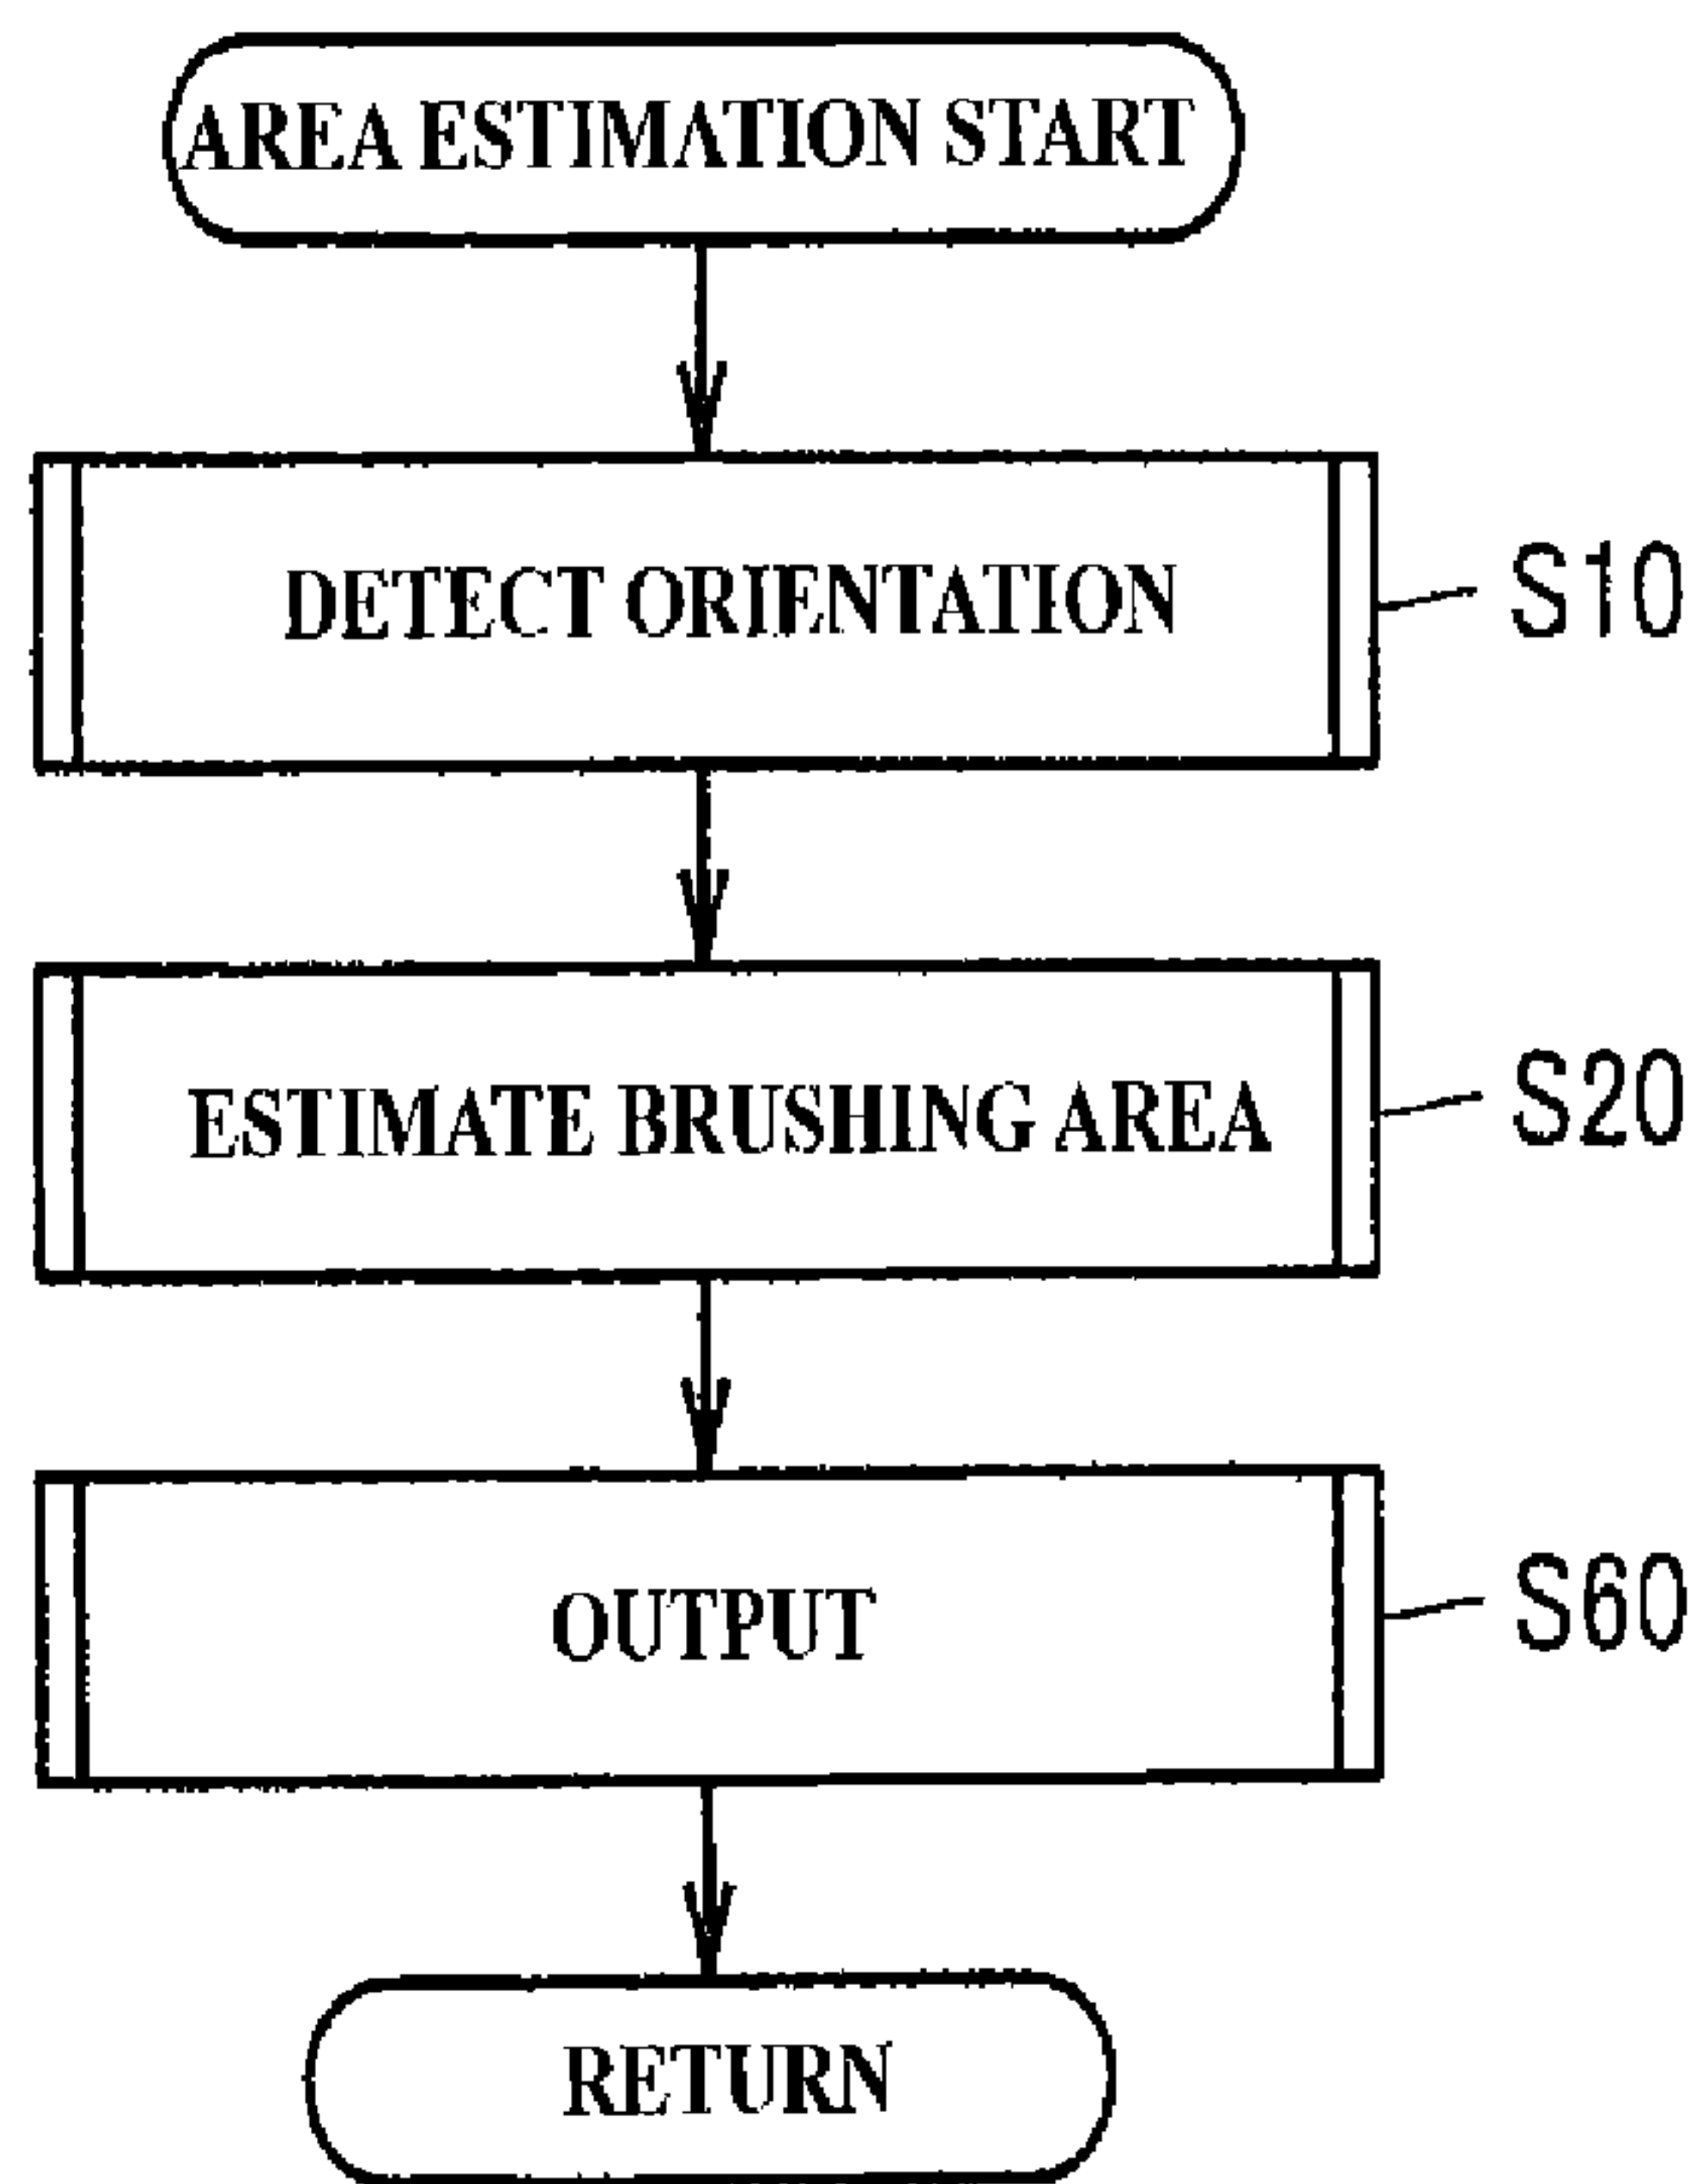 AREA ESTIMATION START
DETECT ORIENTATION
S10
ESTIMATE BRUSHING AREA
S20
OUTPUT
S60
RETURN